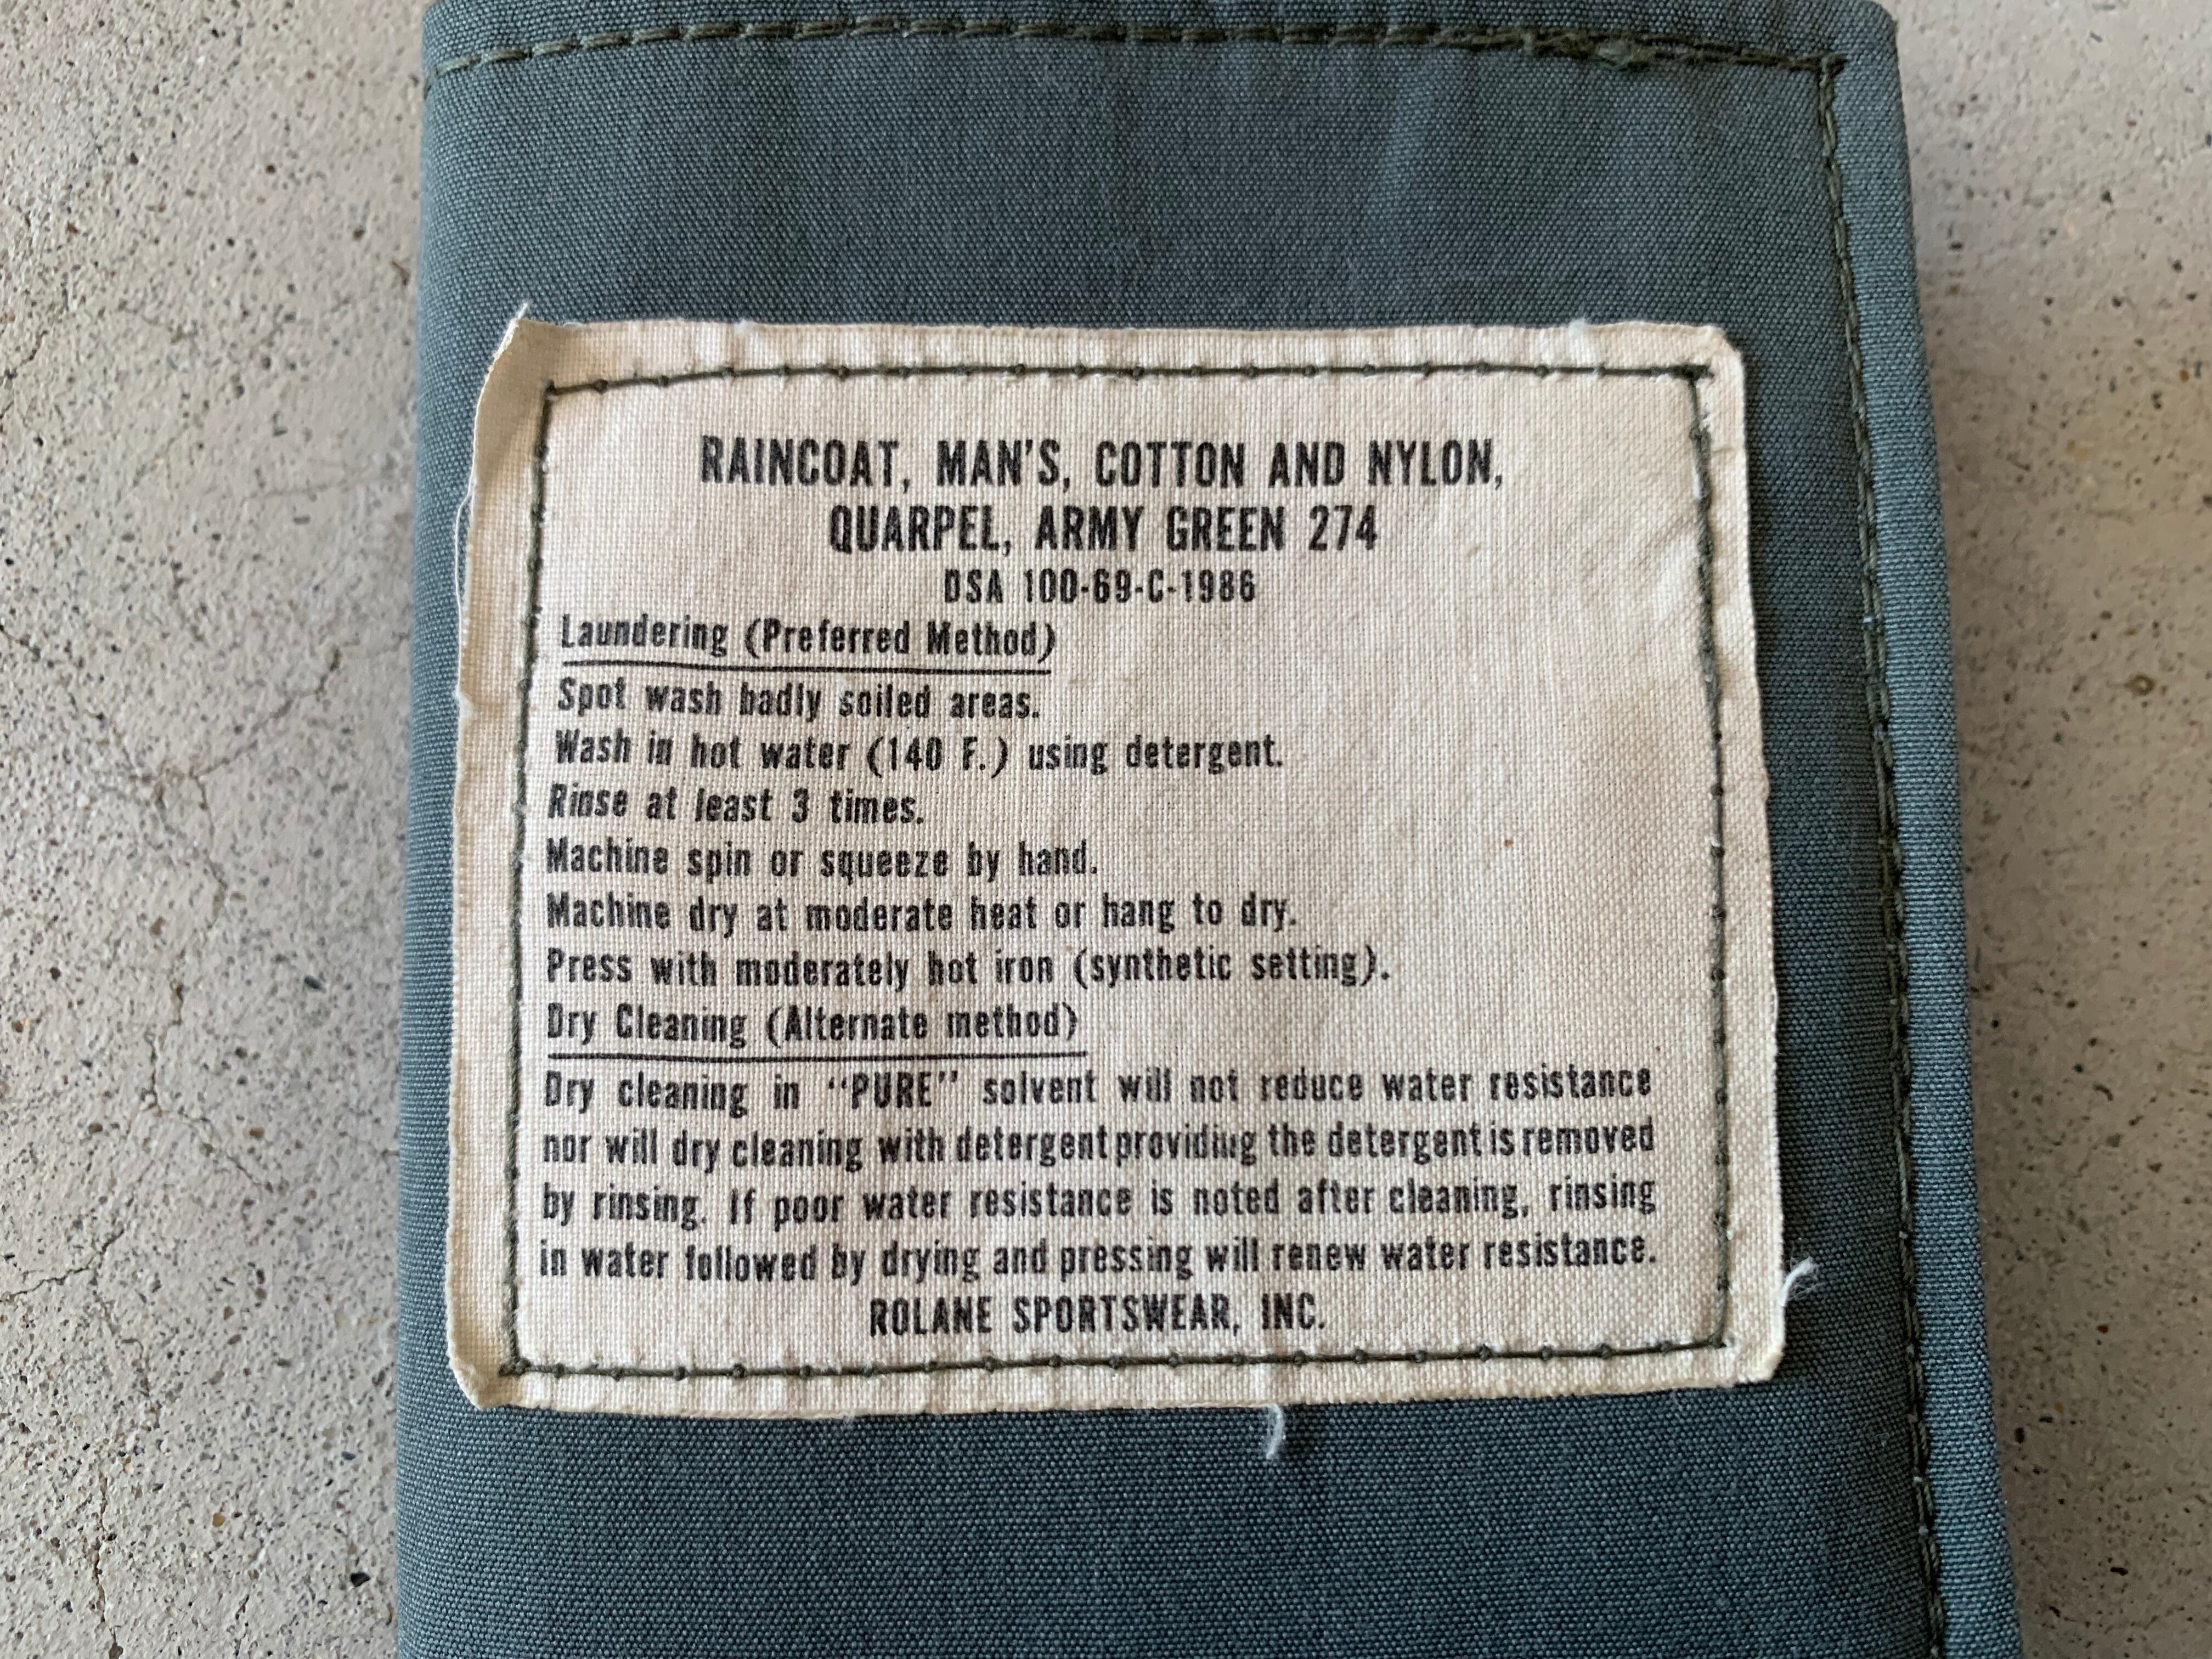 RAINCOAT, MAN'S, COTTON AND NYLON,
QUARPEL, ARMY GREEN 274
DSA 100-69-C-1986
Laundering (Preferred Method)
Spot wash badly soiled areas.
Wash in hot water (140 F.) using detergent.
Rinse at least 3 times.
Machine spin or squeeze by hand.
Machine dry at moderate heat or hang to dry.
Press with moderately hot iron (synthetic setting).
Dry Cleaning (Alternate method)
Dry cleaning in “PURE” solvent will not reduce water resistance
nor will dry cleaning with detergent providing the detergent is removed
by rinsing. If poor water resistance is noted after cleaning, rinsing
in water followed by drying and pressing will renew water resistance.
ROLANE SPORTSWEAR, INC.